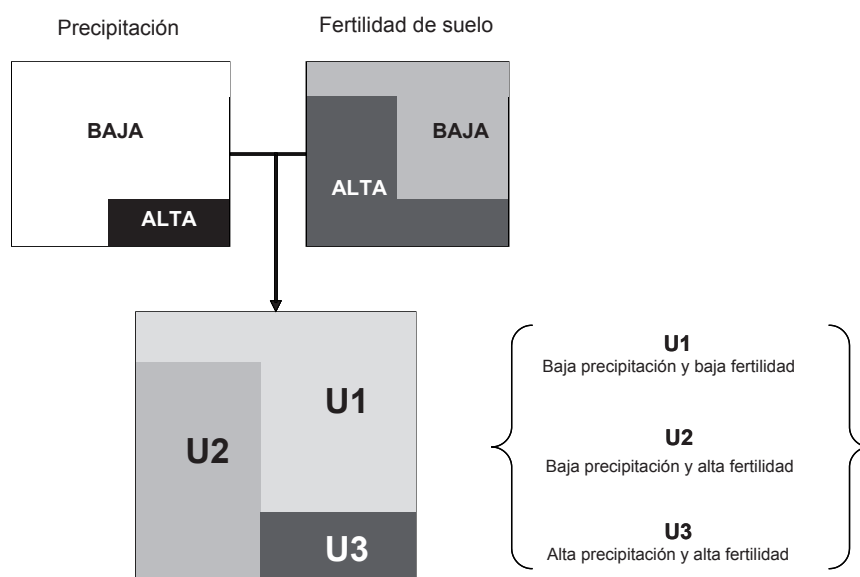 Precipitación
Fertilidad de suelo
BAJA
BAJA
ALTA
ALTA
U1
U2
U3
U1
Baja precipitación y baja fertilidad
U2
Baja precipitación y alta fertilidad
U3
Alta precipitación y alta fertilidad